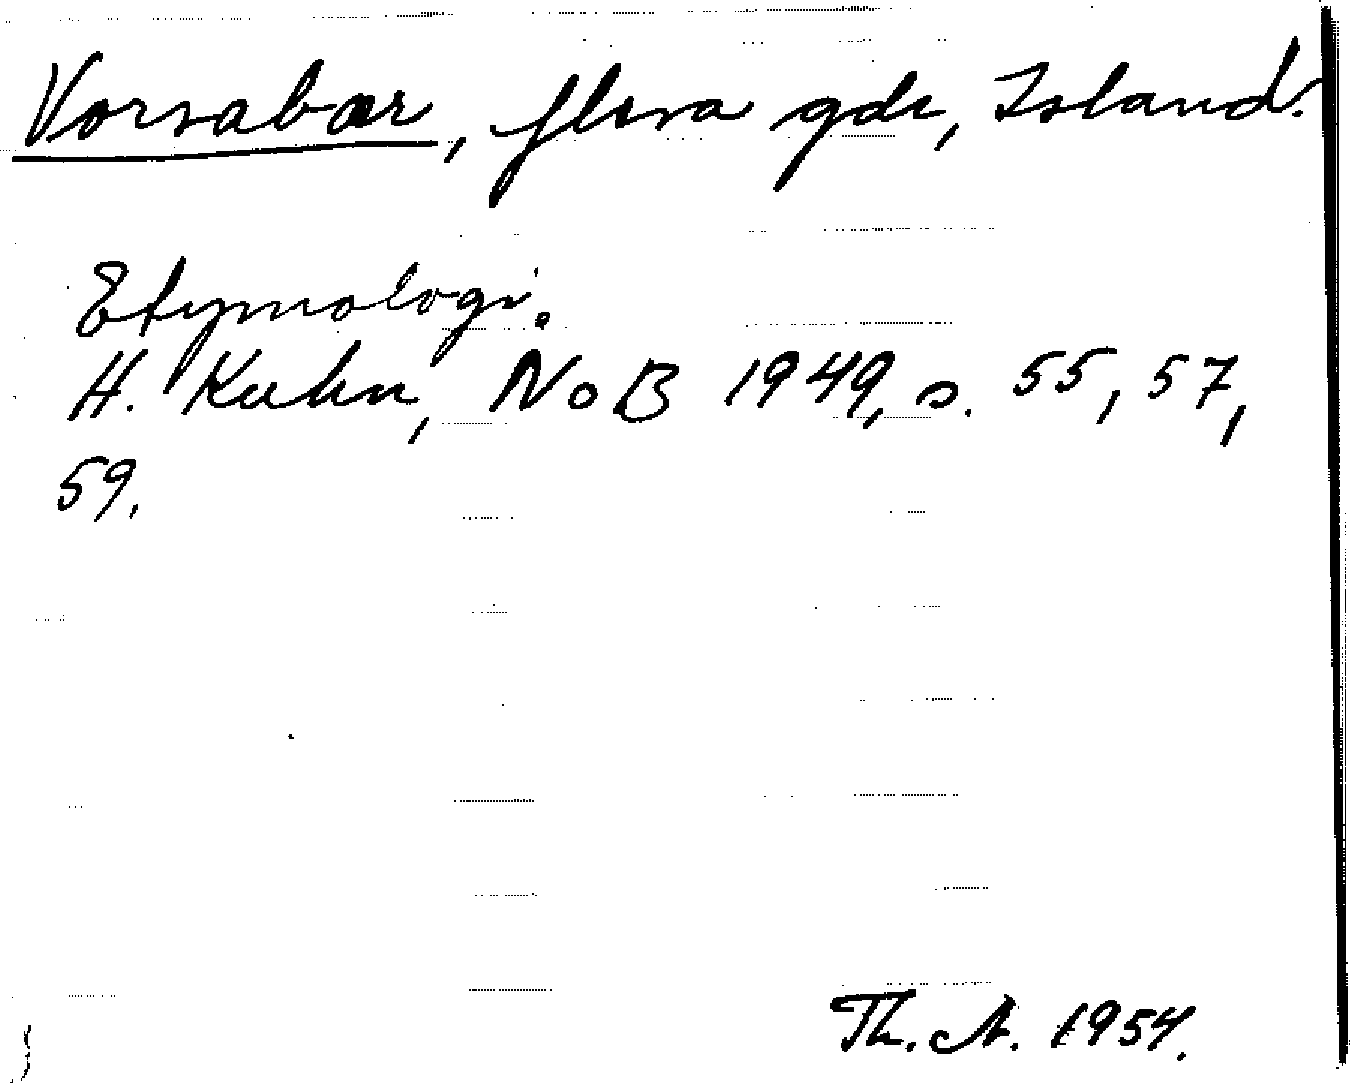 Vorsabær, flera gdr, Island.
Etymologi.
H. Kuhn, NoB 1949, s. 55, 57,
59.
Th. A. 1954.